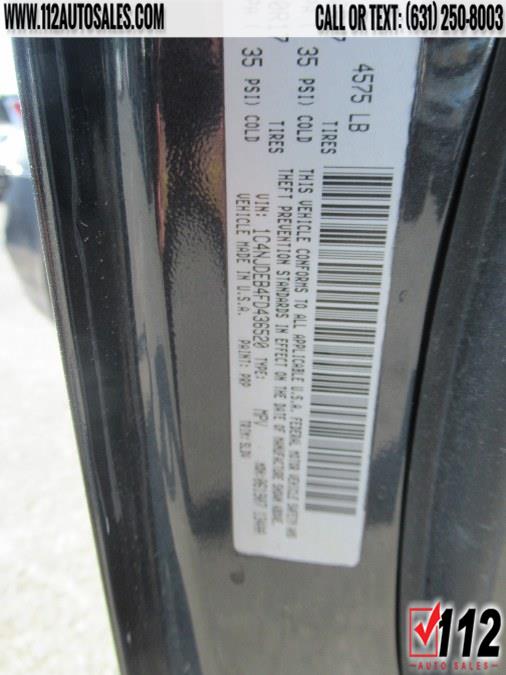 WWW.112AUTOSALES.COM
CALL OR TEXT: (631) 250-8003
4575 LB
35 PSI) COLD TIRES
35 PSI) COLD TIRES
THIS VEHICLE CONFORMS TO ALL APPLICABLE U.S.A. FEDERAL MOTOR VEHICLE SAFETY AND
THEFT PREVENTION STANDARDS IN EFFECT ON THE DATE OF MANUFACTURE SHOWN ABOVE.
VIN: 1C4NJDEB4FD436520 TYPE: MPV
VEHICLE MADE IN U.S.A. PAINT: PRP TRIM:
112
AUTO SALES